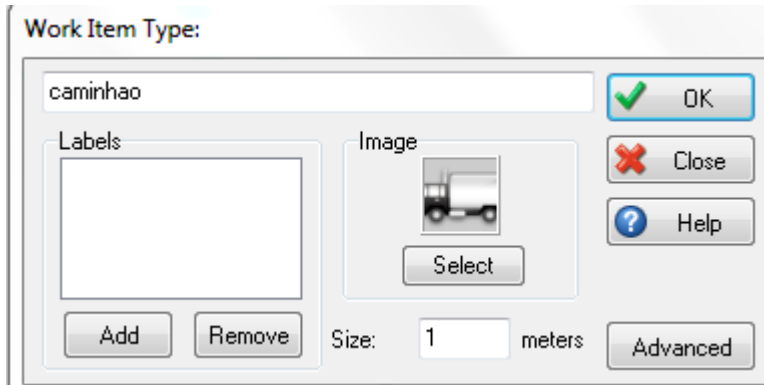 Work Item Type:
caminhao
OK
Labels
Image
Close
Help
Select
Add
Remove
Size:
1
meters
Advanced